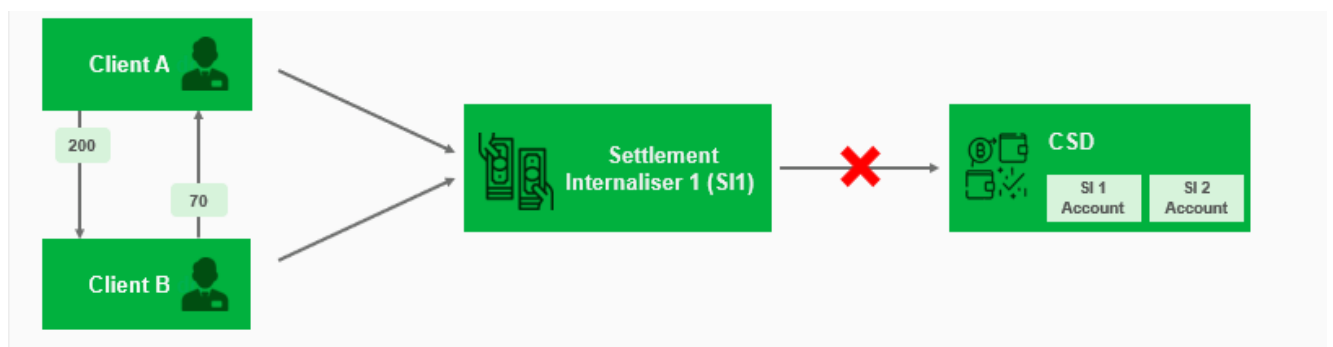 Client A
200
70
Client B
Settlement
Internaliser 1 (SI1)
CSD
SI 1
Account
SI 2
Account